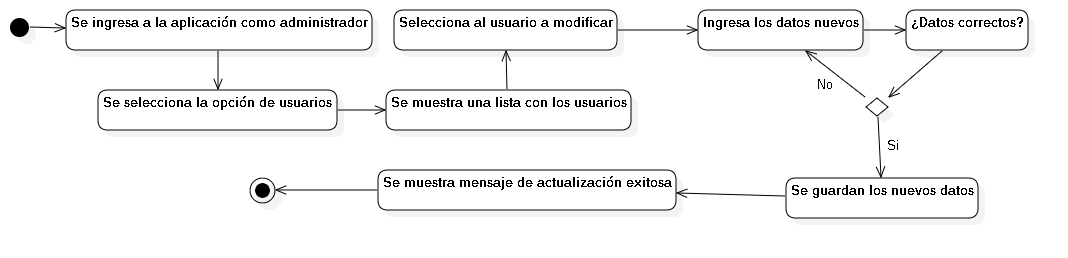 Se ingresa a la aplicación como administrador
Se selecciona la opción de usuarios
Se muestra una lista con los usuarios
Selecciona al usuario a modificar
Ingresa los datos nuevos
¿Datos correctos?
No
Si
Se guardan los nuevos datos
Se muestra mensaje de actualización exitosa